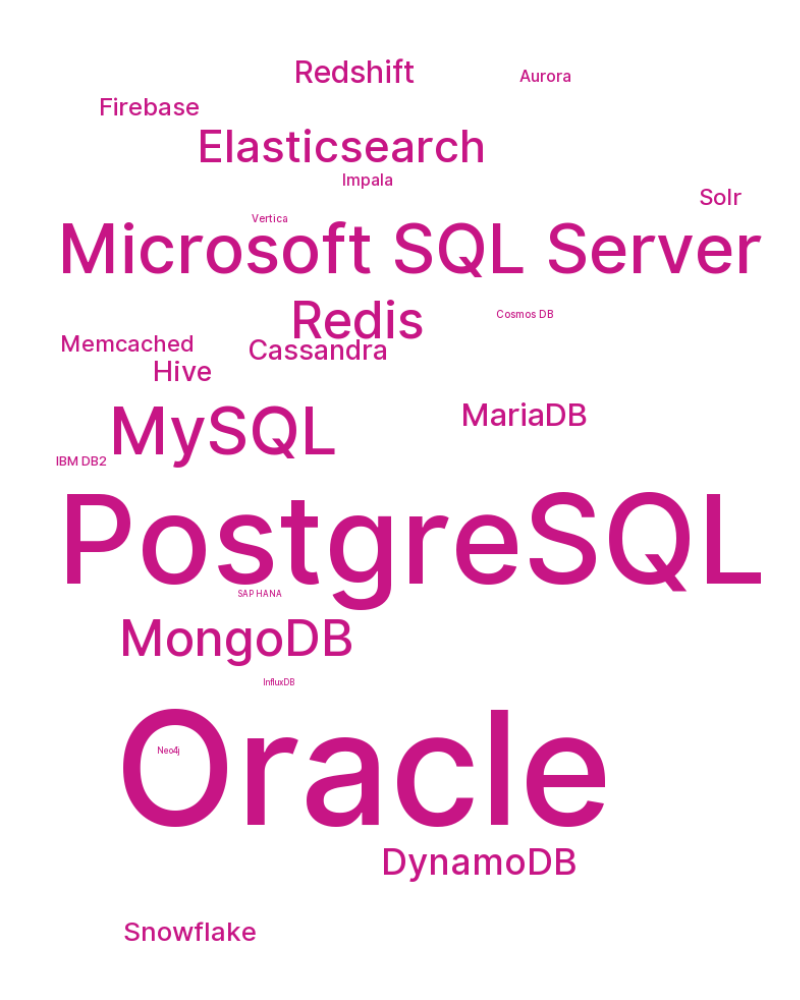 Redshift
Aurora
Firebase
Elasticsearch
Impala
Solr
Vertica
Microsoft SQL Server
Redis
Cosmos DB
Memcached
Cassandra
Hive
MariaDB
MySQL
IBM DB2
PostgreSQL
SAP HANA
MongoDB
InfluxDB
Oracle
Neo4j
DynamoDB
Snowflake